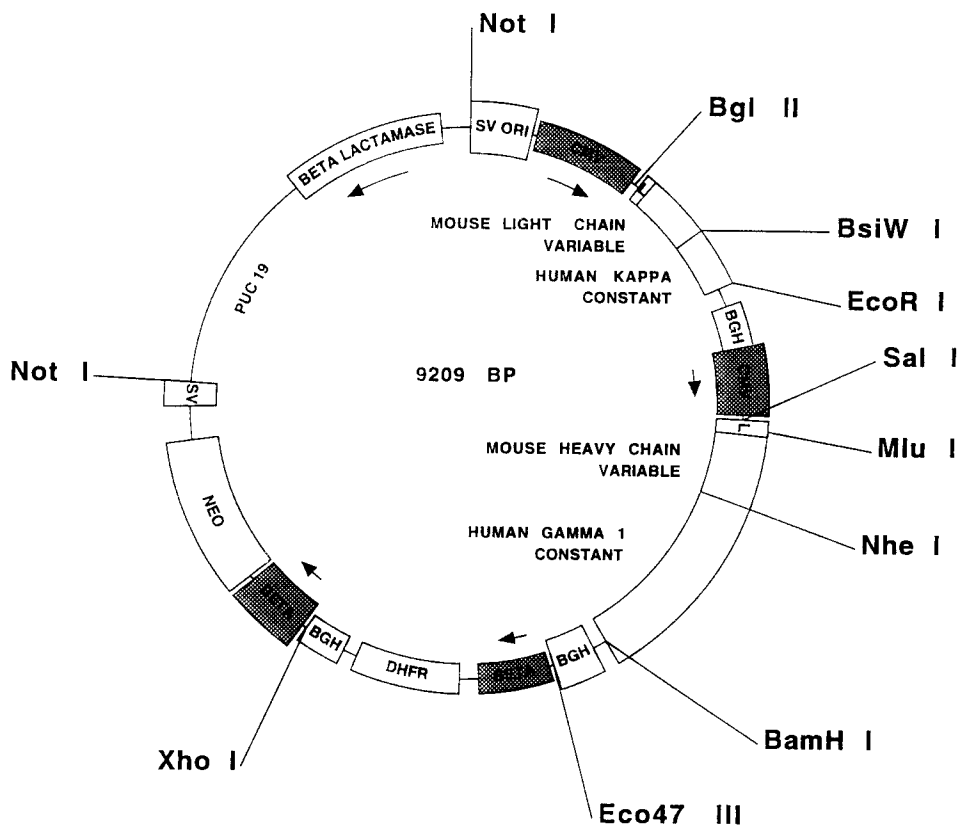 Not I
Bgl II
SV ORI
CMV
BETA LACTAMASE
L
MOUSE LIGHT CHAIN
VARIABLE
BsiW I
HUMAN KAPPA
CONSTANT
PUC 19
EcoR I
BGH
Sal I
Not I
SV
9209 BP
CMV
L
Mlu I
MOUSE HEAVY CHAIN
VARIABLE
NEO
Nhe I
HUMAN GAMMA 1
CONSTANT
BETA
BGH
DHFR
BETA
BGH
BamH I
Xho I
Eco47 III